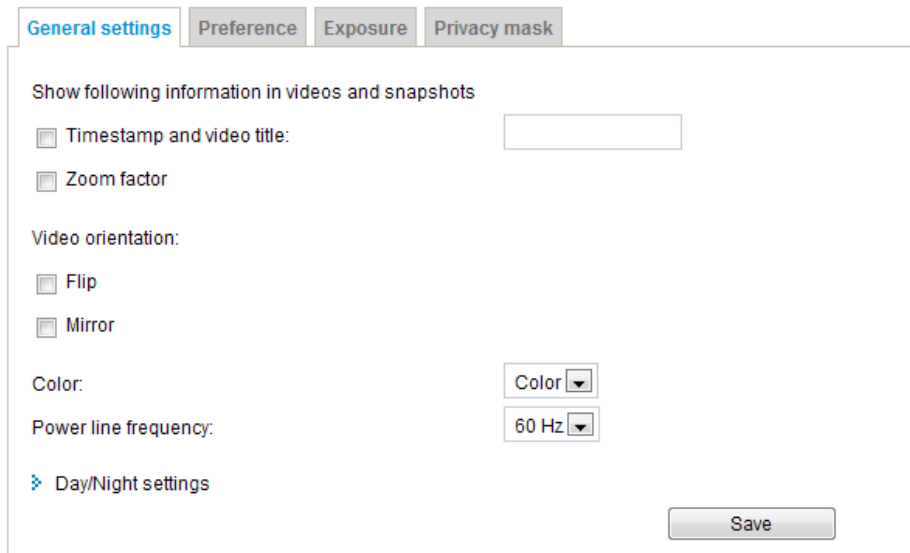 General settings Preference Exposure Privacy mask
Show following information in videos and snapshots
Timestamp and video title:
Zoom factor
Video orientation:
Flip
Mirror
Color: Color
Power line frequency: 60 Hz
Day/Night settings
Save